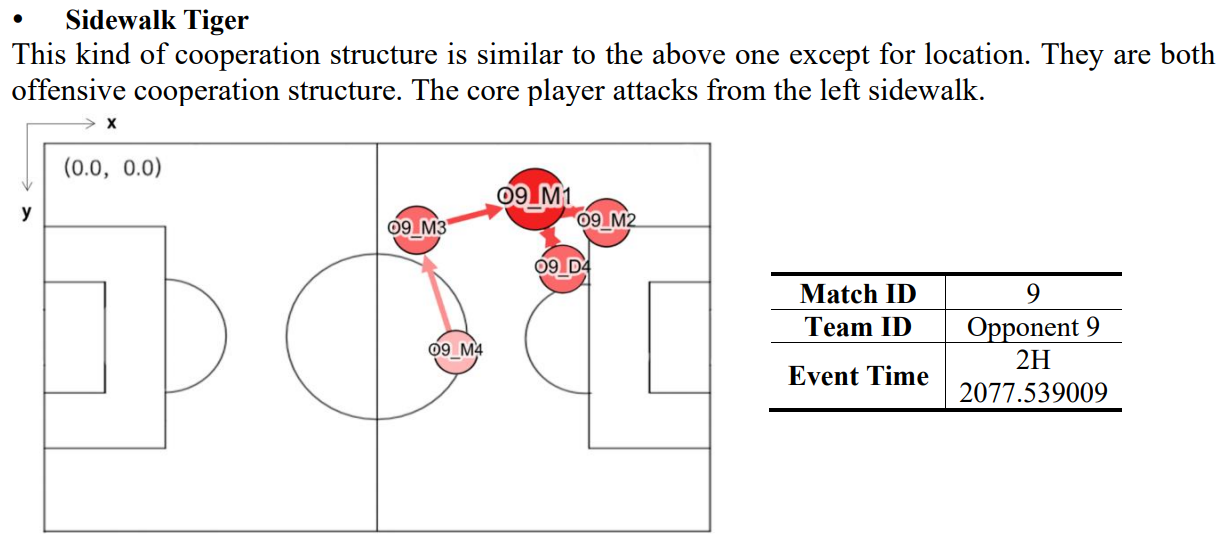 • Sidewalk Tiger
This kind of cooperation structure is similar to the above one except for location. They are both
offensive cooperation structure. The core player attacks from the left sidewalk.
x
(0.0, 0.0)
y
O9_M1
O9_M3
O9_M2
O9_D4
O9_M4
Match ID 9
Team ID Opponent 9
Event Time 2H
2077.539009